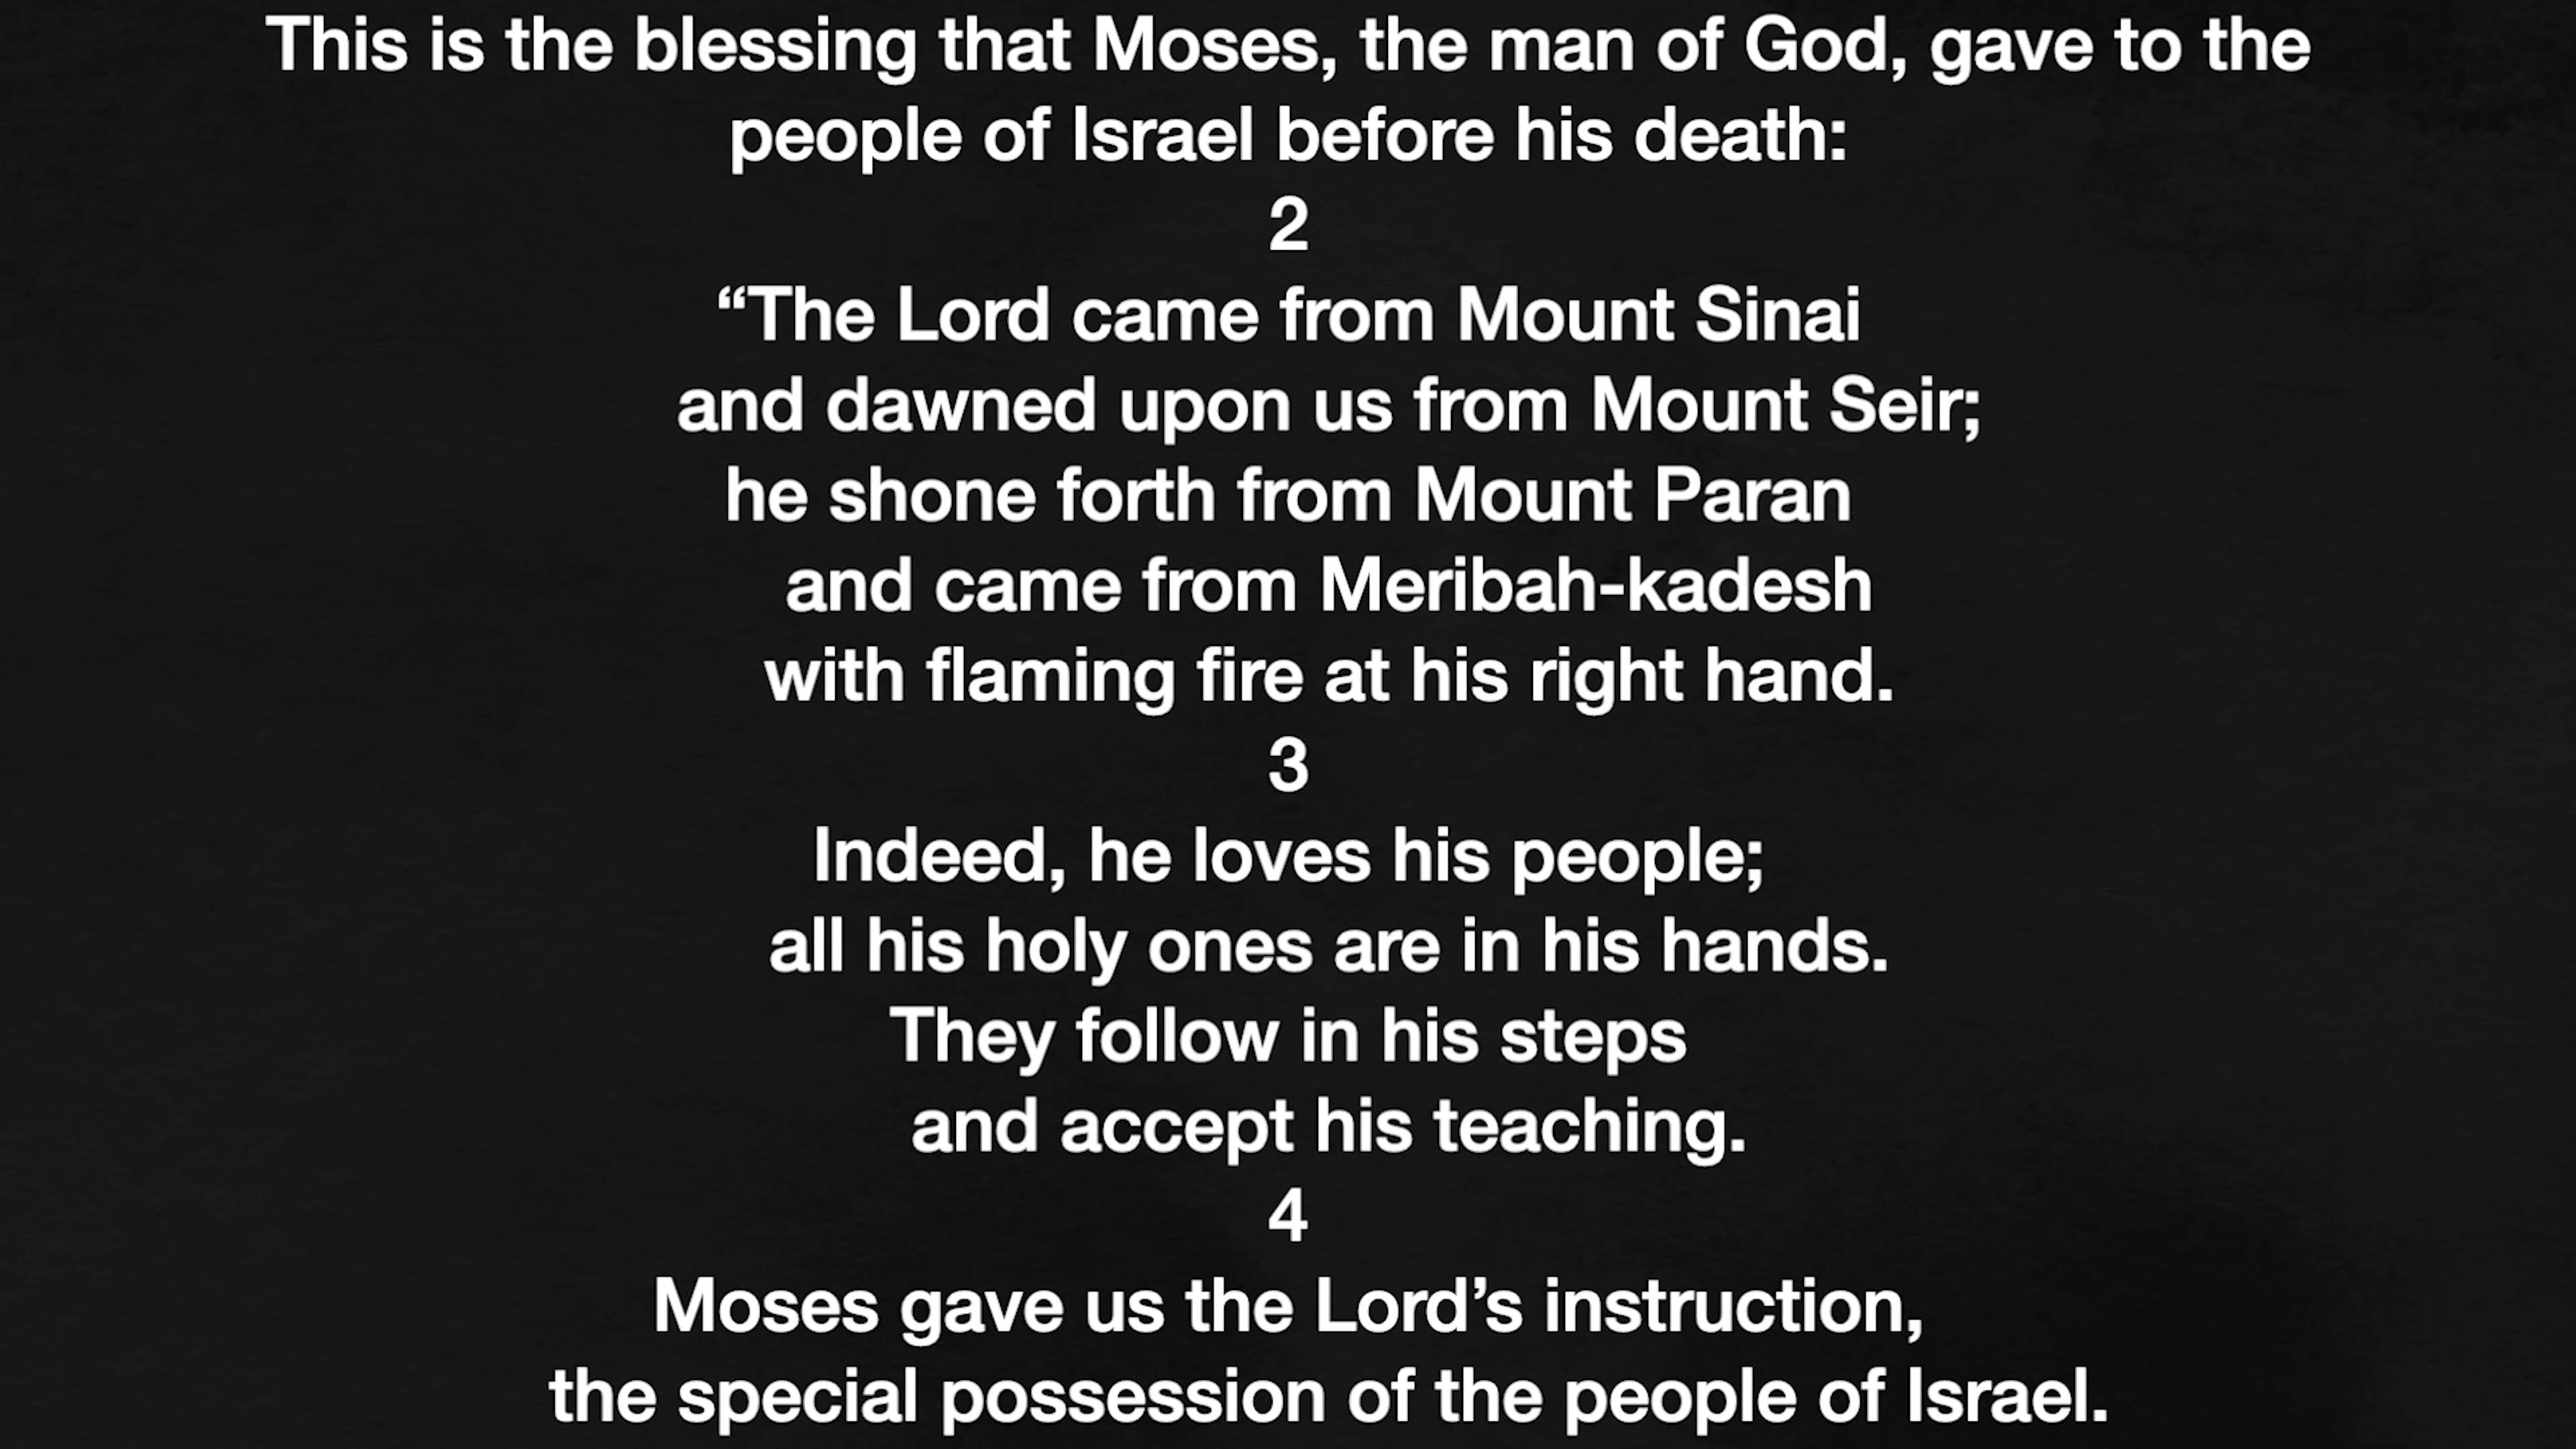 This is the blessing that Moses, the man of God, gave to the
people of Israel before his death:
2
“The Lord came from Mount Sinai
and dawned upon us from Mount Seir;
he shone forth from Mount Paran
and came from Meribah-kadesh
with flaming fire at his right hand.
3
Indeed, he loves his people;
all his holy ones are in his hands.
They follow in his steps
and accept his teaching.
4
Moses gave us the Lord’s instruction,
the special possession of the people of Israel.